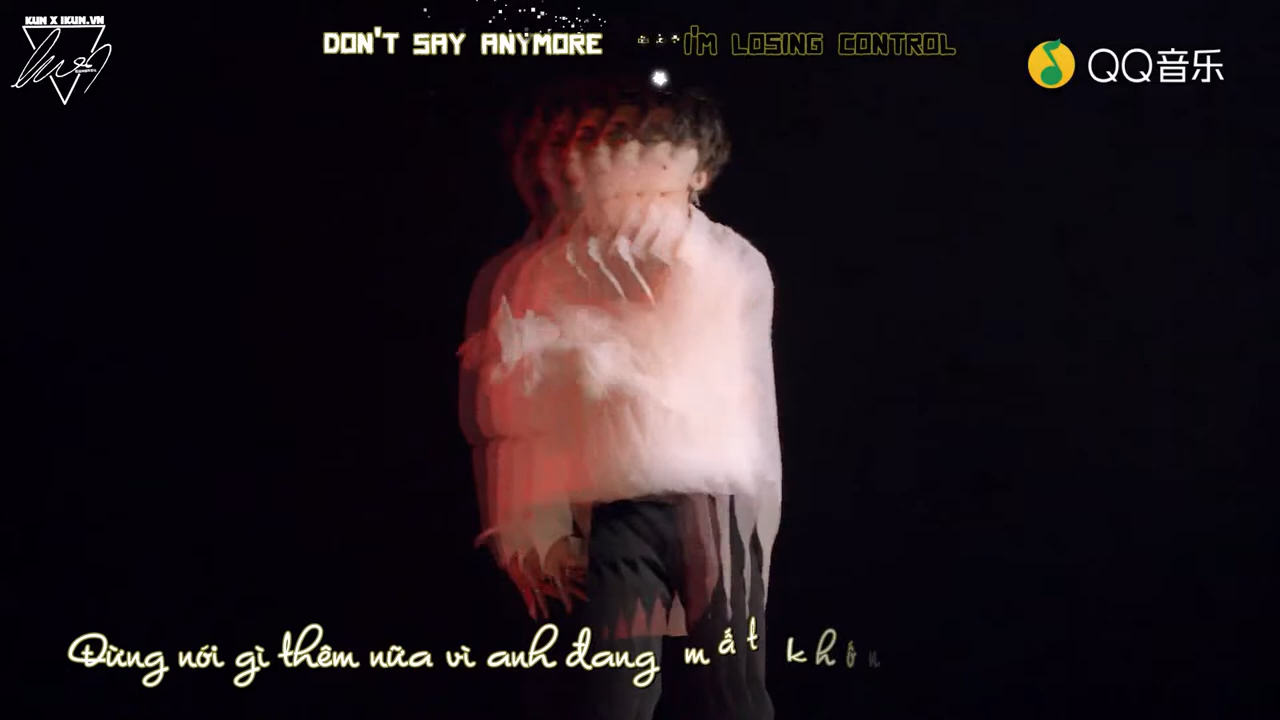 KUN X IKUN.VN
DON'T SAY ANYMORE I'M LOSING CONTROL
QQ音乐
Đừng nói gì thêm nữa vì anh đang mất khôn